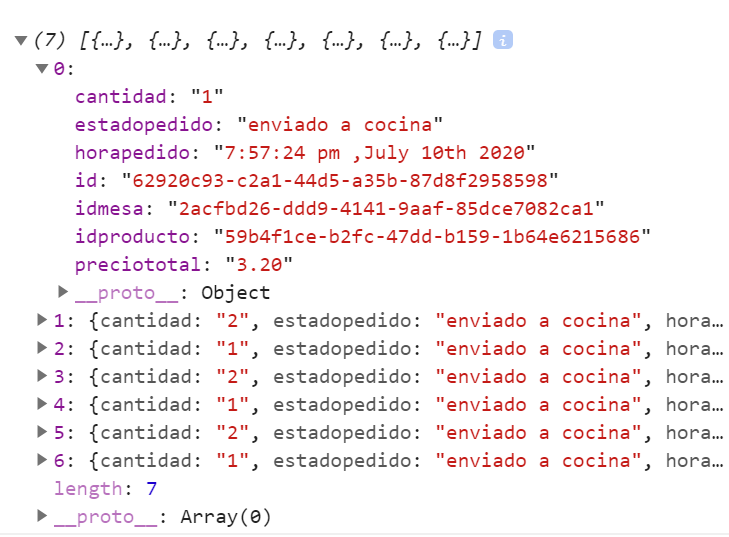 (7) [{…}, {…}, {…}, {…}, {…}, {…}, {…}] i
0:
cantidad: "1"
estadopedido: "enviado a cocina"
horapedido: "7:57:24 pm ,July 10th 2020"
id: "62920c93-c2a1-44d5-a35b-87d8f2958598"
idmesa: "2acfbd26-ddd9-4141-9aaf-85dce7082ca1"
idproducto: "59b4f1ce-b2fc-47dd-b159-1b64e6215686"
preciototal: "3.20"
__proto__: Object
1: {cantidad: "2", estadopedido: "enviado a cocina", hora…
2: {cantidad: "1", estadopedido: "enviado a cocina", hora…
3: {cantidad: "2", estadopedido: "enviado a cocina", hora…
4: {cantidad: "1", estadopedido: "enviado a cocina", hora…
5: {cantidad: "2", estadopedido: "enviado a cocina", hora…
6: {cantidad: "1", estadopedido: "enviado a cocina", hora…
length: 7
__proto__: Array(0)